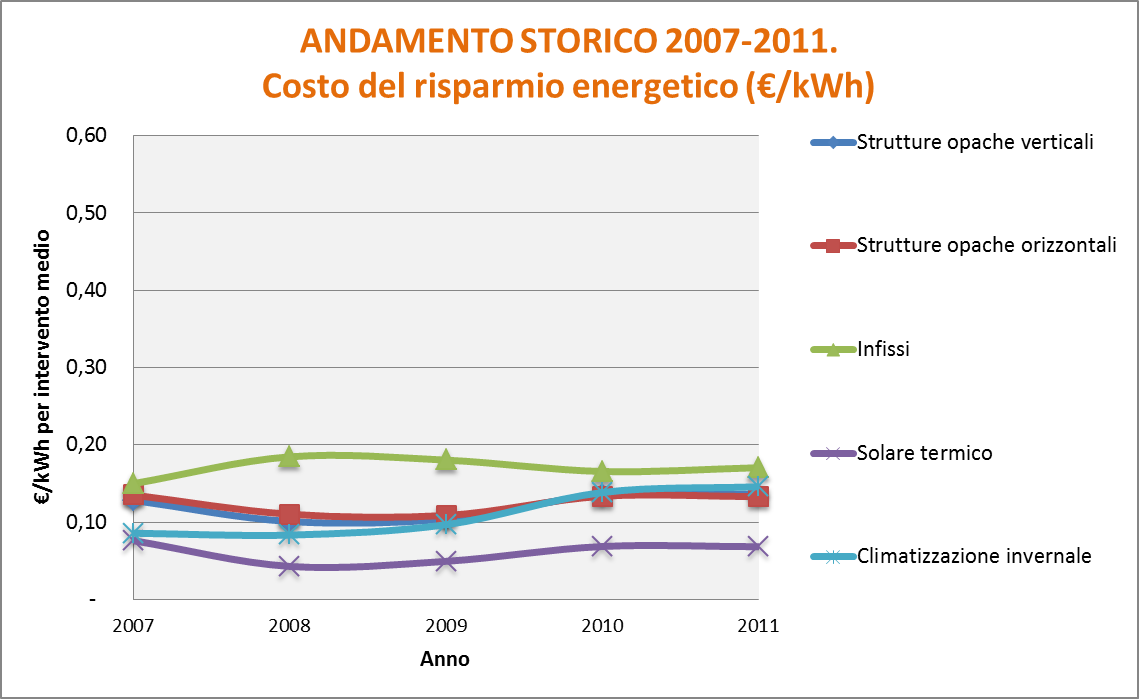 ANDAMENTO STORICO 2007-2011.
Costo del risparmio energetico (€/kWh)
0,60
0,50
0,40
0,30
0,20
0,10
-
€/kWh per intervento medio
2007
2008
2009
2010
2011
Anno
Strutture opache verticali
Strutture opache orizzontali
Infissi
Solare termico
Climatizzazione invernale